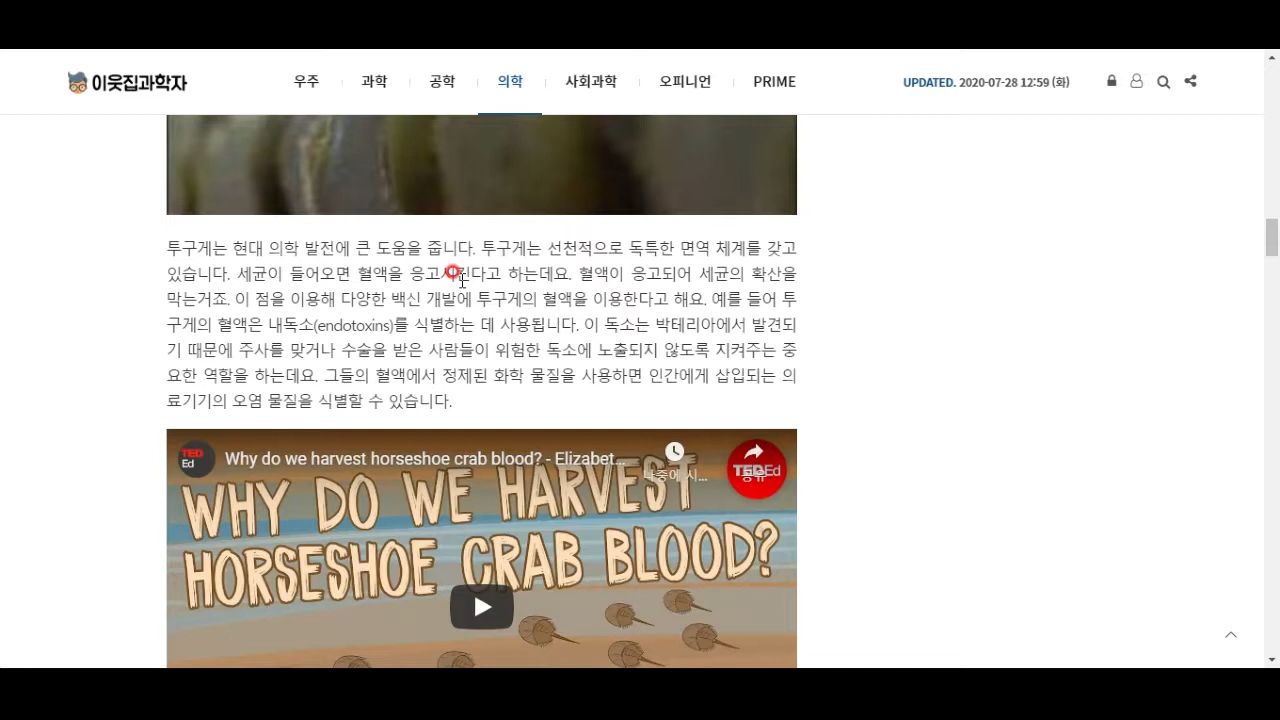 이웃집과학자
우주 과학 공학 의학 사회과학 오피니언 PRIME
UPDATED. 2020-07-28 12:59 (화)
투구게는 현대 의학 발전에 큰 도움을 줍니다. 투구게는 선천적으로 독특한 면역 체계를 갖고
있습니다. 세균이 들어오면 혈액을 응고시킨다고 하는데요. 혈액이 응고되어 세균의 확산을
막는거죠. 이 점을 이용해 다양한 백신 개발에 투구게의 혈액을 이용한다고 해요. 예를 들어 투
구게의 혈액은 내독소(endotoxins)를 식별하는 데 사용됩니다. 이 독소는 박테리아에서 발견되
기 때문에 주사를 맞거나 수술을 받은 사람들이 위험한 독소에 노출되지 않도록 지켜주는 중
요한 역할을 하는데요. 그들의 혈액에서 정제된 화학 물질을 사용하면 인간에게 삽입되는 의
료기기의 오염 물질을 식별할 수 있습니다.
TED
Ed
Why do we harvest horseshoe crab blood? - Elizabet...
나중에 시...
공유
TEDEd
WHY DO WE HARVEST
HORSESHOE CRAB BLOOD?